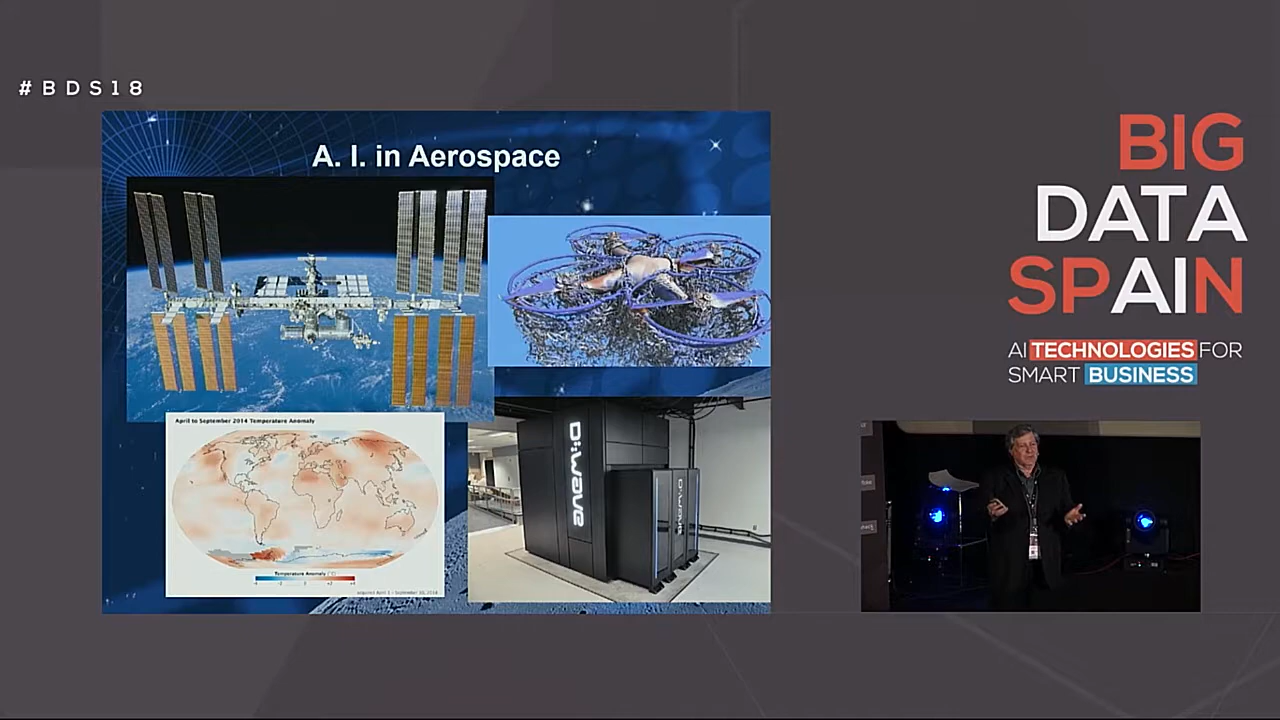 #BDS18
A. I. in Aerospace
April to September 2014 Temperature Anomaly
Temperature Anomaly (°C)
D:wave
D:wave
BIG
DATA
SPAIN
AI TECHNOLOGIES FOR
SMART BUSINESS